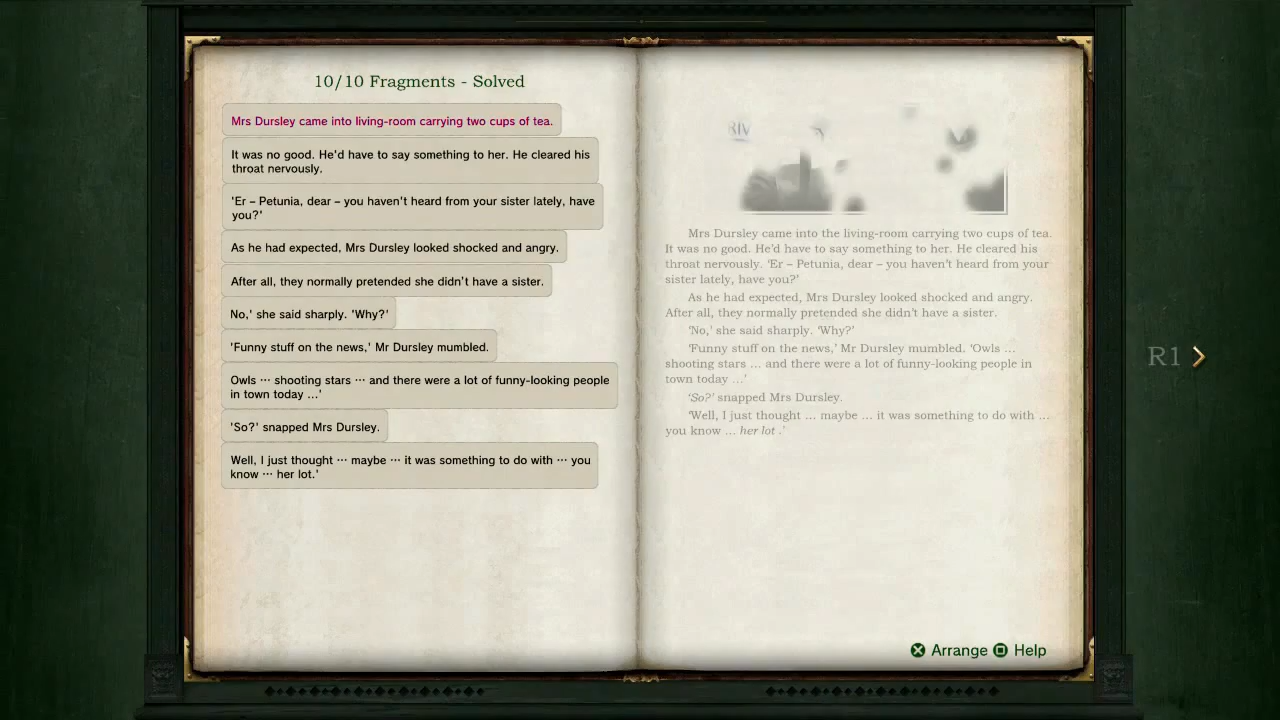 10/10 Fragments - Solved
Mrs Dursley came into living-room carrying two cups of tea.
It was no good. He'd have to say something to her. He cleared his
throat nervously.
'Er – Petunia, dear – you haven't heard from your sister lately, have
you?'
As he had expected, Mrs Dursley looked shocked and angry.
After all, they normally pretended she didn't have a sister.
No,' she said sharply. 'Why?'
'Funny stuff on the news,' Mr Dursley mumbled.
Owls … shooting stars … and there were a lot of funny-looking people
in town today …'
'So?' snapped Mrs Dursley.
Well, I just thought … maybe … it was something to do with … you
know … her lot.'
RIV
Mrs Dursley came into the living-room carrying two cups of tea.
It was no good. He'd have to say something to her. He cleared his
throat nervously. 'Er – Petunia, dear – you haven't heard from your
sister lately, have you?'
As he had expected, Mrs Dursley looked shocked and angry.
After all, they normally pretended she didn't have a sister.
'No,' she said sharply. 'Why?'
'Funny stuff on the news,' Mr Dursley mumbled. 'Owls …
shooting stars … and there were a lot of funny-looking people in
town today …'
'So?' snapped Mrs Dursley.
'Well, I just thought … maybe … it was something to do with …
you know … her lot .'
R1
Arrange Help